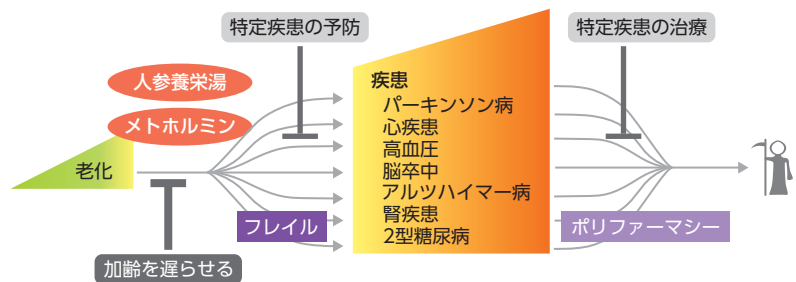 特定疾患の予防
特定疾患の治療
人参養栄湯
メトホルミン
老化
加齢を遅らせる
フレイル
疾患
パーキンソン病
心疾患
高血圧
脳卒中
アルツハイマー病
腎疾患
2型糖尿病
ポリファーマシー